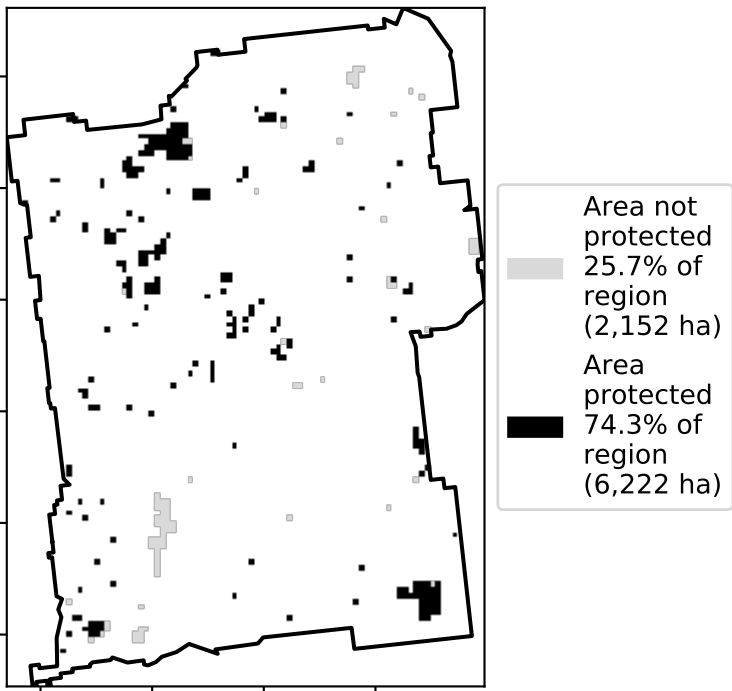 Area not
protected
25.7% of
region
(2,152 ha)
Area
protected
74.3% of
region
(6,222 ha)